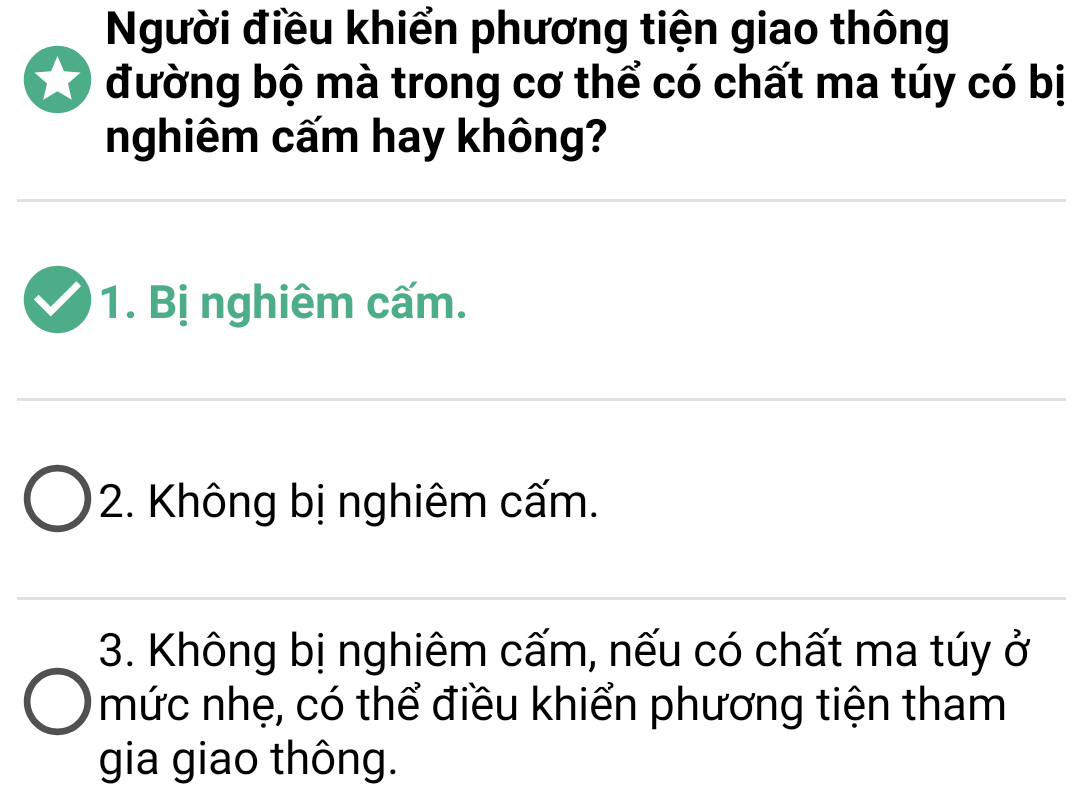 Người điều khiển phương tiện giao thông
đường bộ mà trong cơ thể có chất ma túy có bị
nghiêm cấm hay không?
1. Bị nghiêm cấm.
2. Không bị nghiêm cấm.
3. Không bị nghiêm cấm, nếu có chất ma túy ở
mức nhẹ, có thể điều khiển phương tiện tham
gia giao thông.